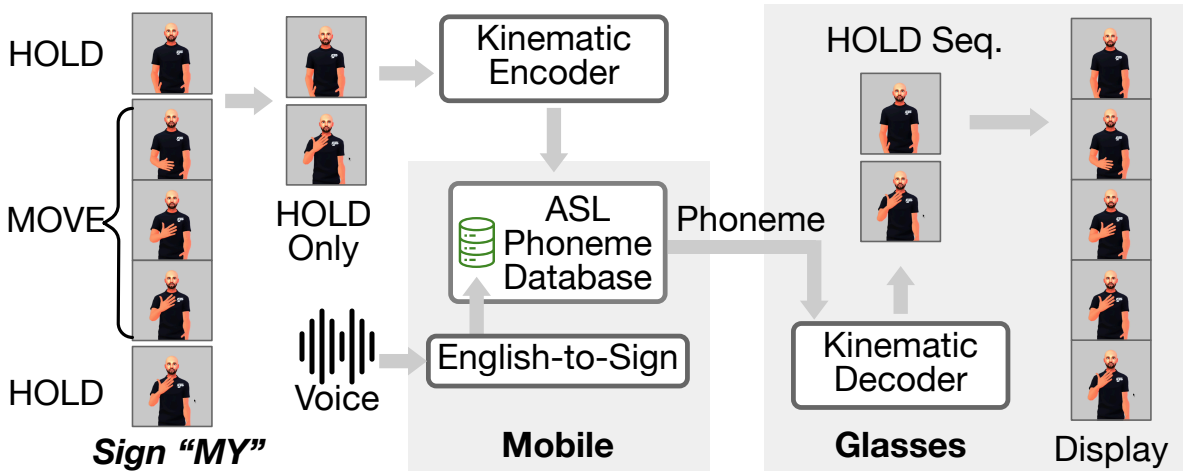 HOLD
MOVE
HOLD
Sign “MY”
HOLD
Only
Kinematic
Encoder
ASL
Phoneme
Database
Voice
English-to-Sign
Mobile
Phoneme
HOLD Seq.
Kinematic
Decoder
Glasses
Display